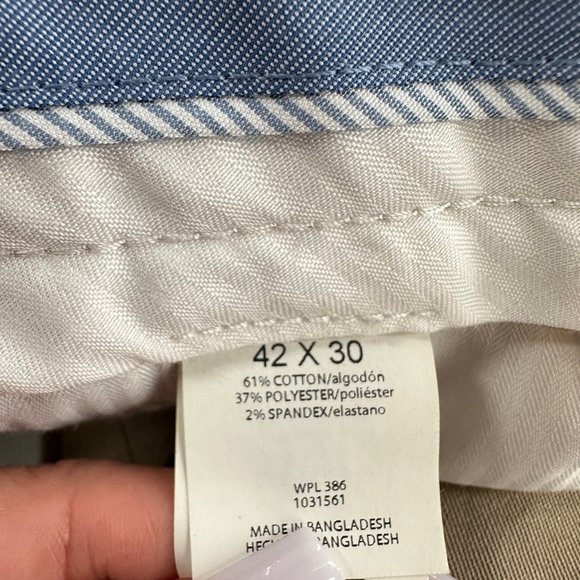 42 X 30
61% COTTON/algodón
37% POLYESTER/poliéster
2% SPANDEX/elastano
WPL 386
1031561
MADE IN BANGLADESH
BANGLADESH